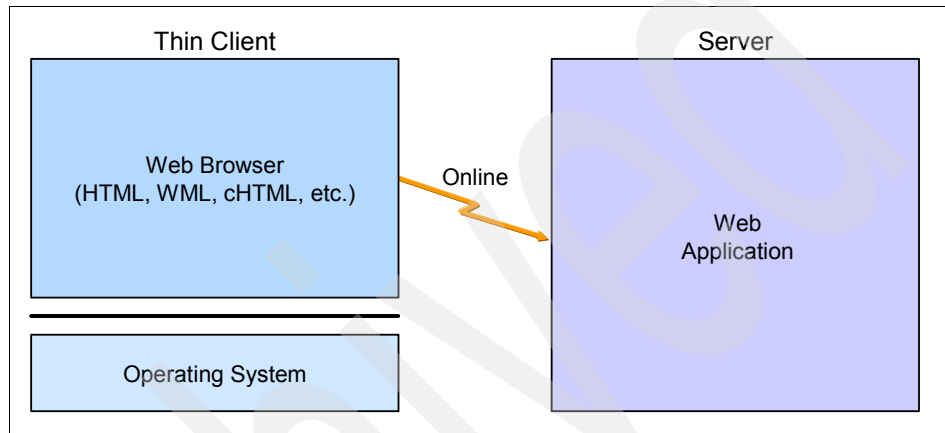 Thin Client
Server
Web Browser
(HTML, WML, cHTML, etc.)
Online
Web
Application
Operating System